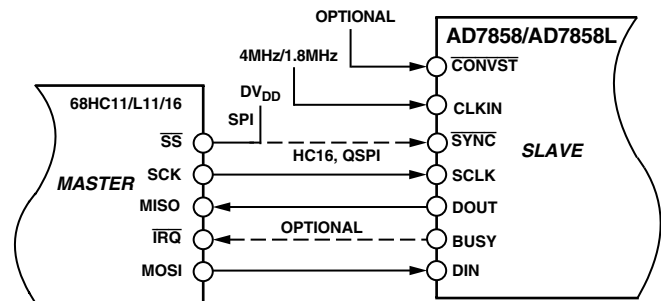 OPTIONAL
AD7858/AD7858L
4MHz/1.8MHz
CONVST
DVDD
68HC11/L11/16
CLKIN
SPI
SS
SYNC
HC16, QSPI
SLAVE
MASTER
SCK
SCLK
MISO
DOUT
OPTIONAL
IRQ
BUSY
MOSI
DIN